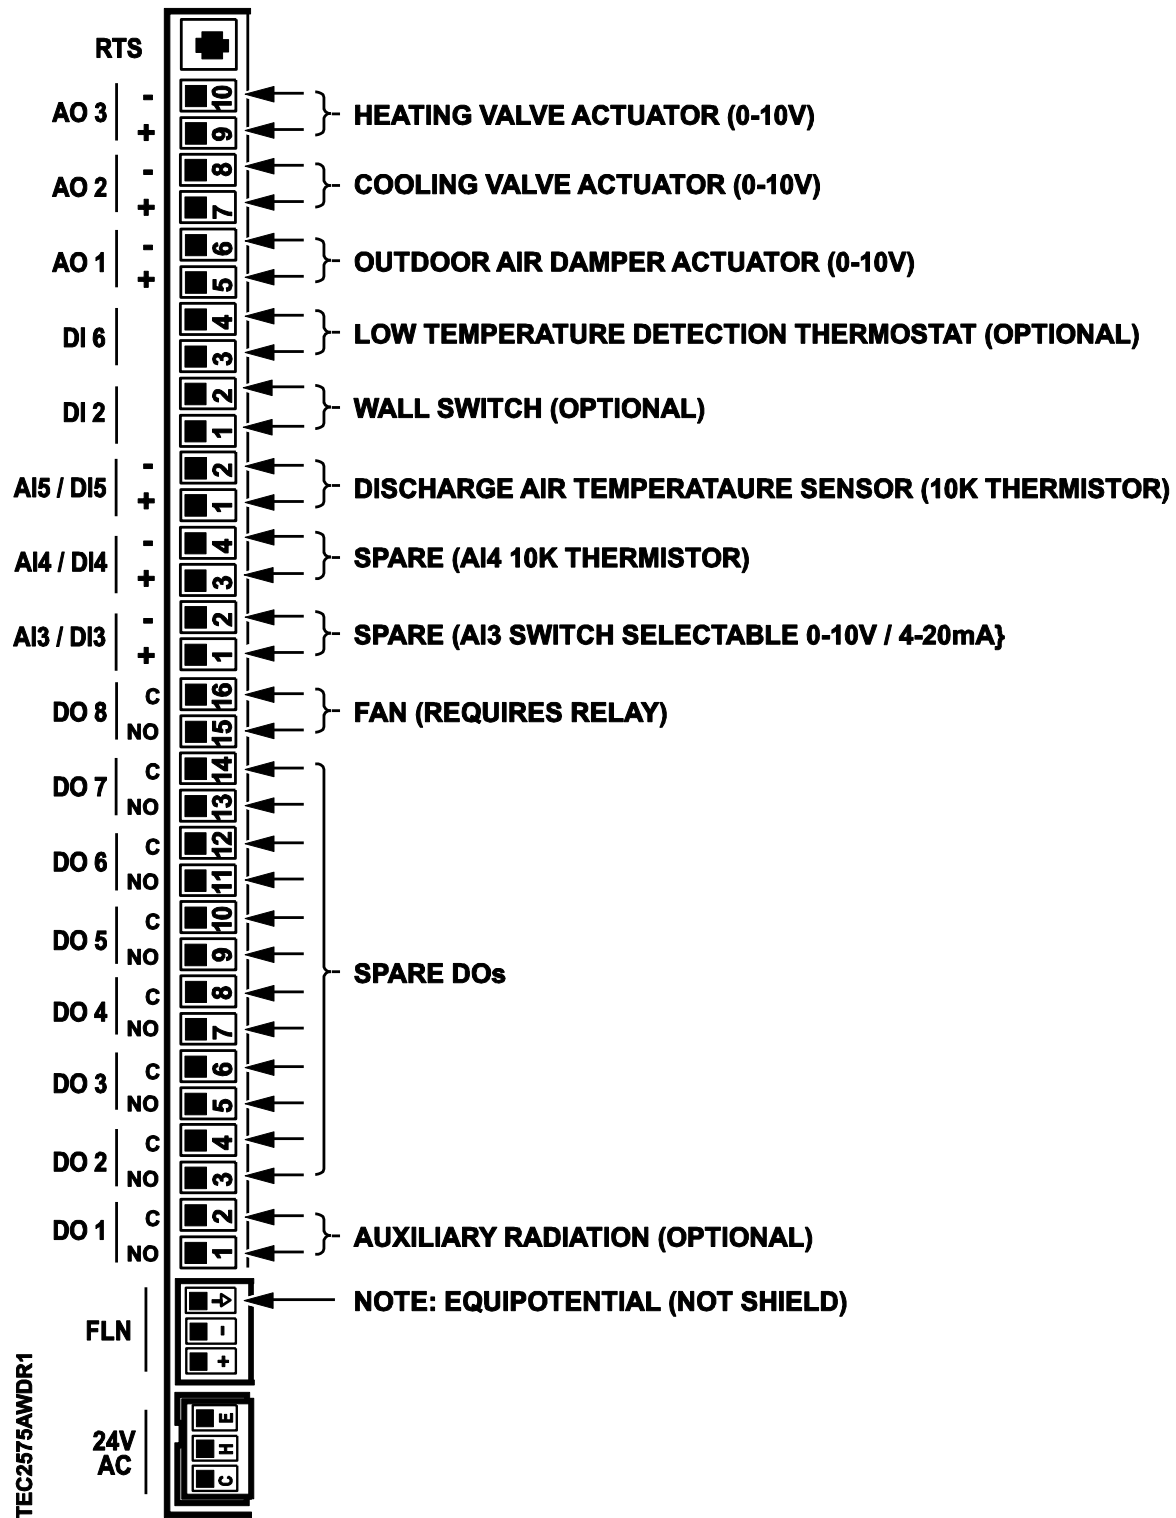 RTS
AO 3 - 10 HEATING VALVE ACTUATOR (0-10V)
+ 9
AO 2 - 8 COOLING VALVE ACTUATOR (0-10V)
+ 7
AO 1 - 6 OUTDOOR AIR DAMPER ACTUATOR (0-10V)
+ 5
DI 6 4 LOW TEMPERATURE DETECTION THERMOSTAT (OPTIONAL)
3
DI 2 2 WALL SWITCH (OPTIONAL)
1
AI5 / DI5 - 2 DISCHARGE AIR TEMPERATAURE SENSOR (10K THERMISTOR)
+ 1
AI4 / DI4 - 4 SPARE (AI4 10K THERMISTOR)
+ 3
AI3 / DI3 - 2 SPARE (AI3 SWITCH SELECTABLE 0-10V / 4-20mA}
+ 1
DO 8 C 16 FAN (REQUIRES RELAY)
NO 15
DO 7 C 14
NO 13
DO 6 C 12
NO 11
DO 5 C 10
NO 9
SPARE DOs
DO 4 C 8
NO 7
DO 3 C 6
NO 5
DO 2 C 4
NO 3
DO 1 C 2 AUXILIARY RADIATION (OPTIONAL)
NO 1
NOTE: EQUIPOTENTIAL (NOT SHIELD)
FLN -
+
24V E
AC H
C
TEC2575AWDR1